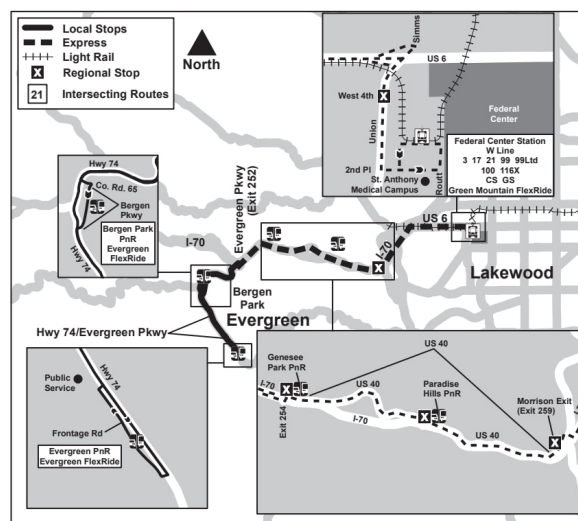 Local Stops
Express
Light Rail
X Regional Stop
21 Intersecting Routes
North
Simms
US 6
West 4th
Union
Federal
Center
2nd Pl
Routt
St. Anthony
Medical Campus
Federal Center Station
W Line
3 17 21 99 99Ltd
100 116X
CS GS
Green Mountain FlexRide
Hwy 74
Co. Rd. 65
Bergen
Pkwy
Hwy 74
Bergen Park
PnR
Evergreen
FlexRide
I-70
Evergreen Pkwy
(Exit 252)
I-70
US 6
Lakewood
Bergen
Park
Evergreen
Hwy 74/Evergreen Pkwy
Public
Service
Hwy 74
Frontage Rd
Evergreen PnR
Evergreen FlexRide
US 40
Genesee
Park PnR
X
I-70
Exit 254
US 40
I-70
Paradise
Hills PnR
X
US 40
Morrison Exit
(Exit 259)
X